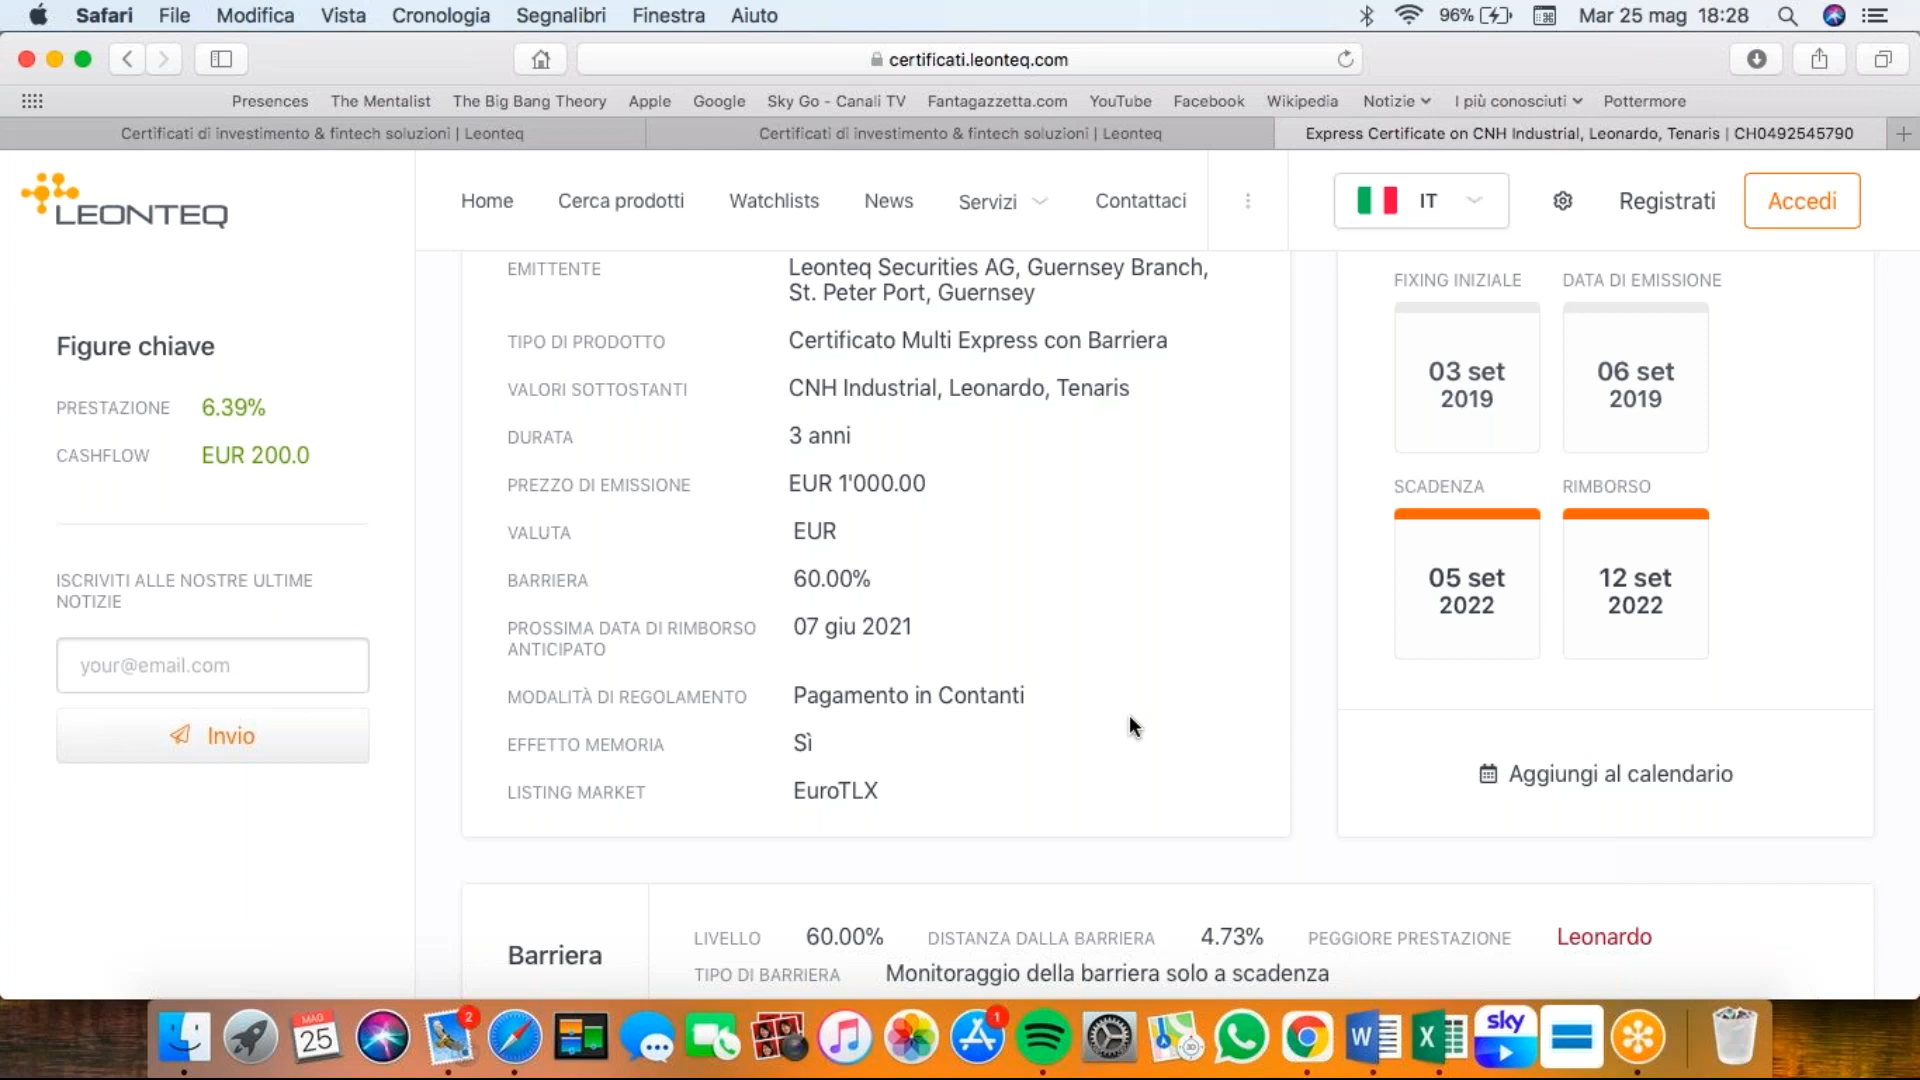 Safari File Modifica Vista Cronologia Segnalibri Finestra Aiuto 96% Mar 25 mag 18:28
certificati.leonteq.com
Presences The Mentalist The Big Bang Theory Apple Google Sky Go - Canali TV Fantagazzetta.com YouTube Facebook Wikipedia Notizie I più conosciuti Pottermore
Certificati di investimento & fintech soluzioni | Leonteq Certificati di investimento & fintech soluzioni | Leonteq Express Certificate on CNH Industrial, Leonardo, Tenaris | CH0492545790
LEONTEQ
Home Cerca prodotti Watchlists News Servizi Contattaci IT Registrati Accedi
Figure chiave
PRESTAZIONE 6.39%
CASHFLOW EUR 200.0
ISCRIVITI ALLE NOSTRE ULTIME
NOTIZIE
your@email.com
Invio
EMITTENTE Leonteq Securities AG, Guernsey Branch,
St. Peter Port, Guernsey
TIPO DI PRODOTTO Certificato Multi Express con Barriera
VALORI SOTTOSTANTI CNH Industrial, Leonardo, Tenaris
DURATA 3 anni
PREZZO DI EMISSIONE EUR 1'000.00
VALUTA EUR
BARRIERA 60.00%
PROSSIMA DATA DI RIMBORSO 07 giu 2021
ANTICIPATO
MODALITÀ DI REGOLAMENTO Pagamento in Contanti
EFFETTO MEMORIA Sì
LISTING MARKET EuroTLX
FIXING INIZIALE DATA DI EMISSIONE
03 set 06 set
2019 2019
SCADENZA RIMBORSO
05 set 12 set
2022 2022
Aggiungi al calendario
Barriera
LIVELLO 60.00% DISTANZA DALLA BARRIERA 4.73% PEGGIORE PRESTAZIONE Leonardo
TIPO DI BARRIERA Monitoraggio della barriera solo a scadenza
MAG
25
2
1
W
X
sky